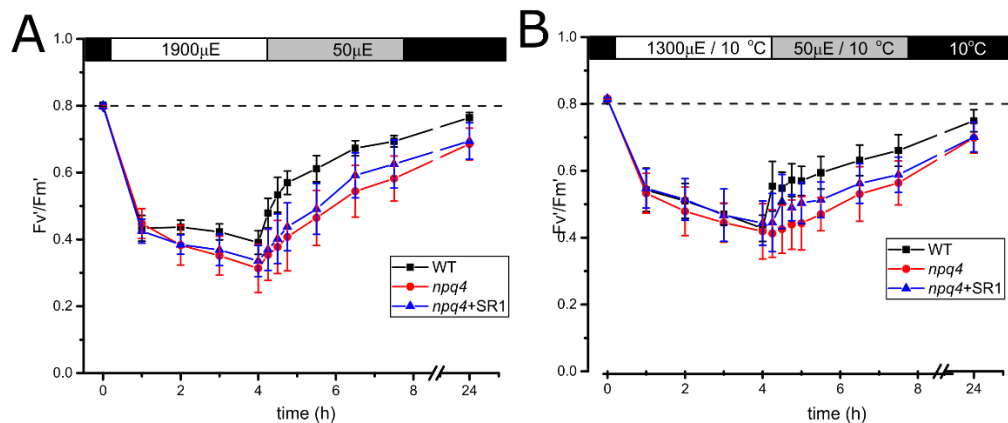 A
1900µE
50µE
1.0
0.8
0.6
0.4
0.2
0.0
Fv'/Fm'
WT
npq4
npq4+SR1
0
2
4
6
8
24
time (h)
B
1300µE / 10 °C
50µE / 10 °C
10°C
1.0
0.8
0.6
0.4
0.2
0.0
Fv'/Fm'
WT
npq4
npq4+SR1
0
2
4
6
8
24
time (h)